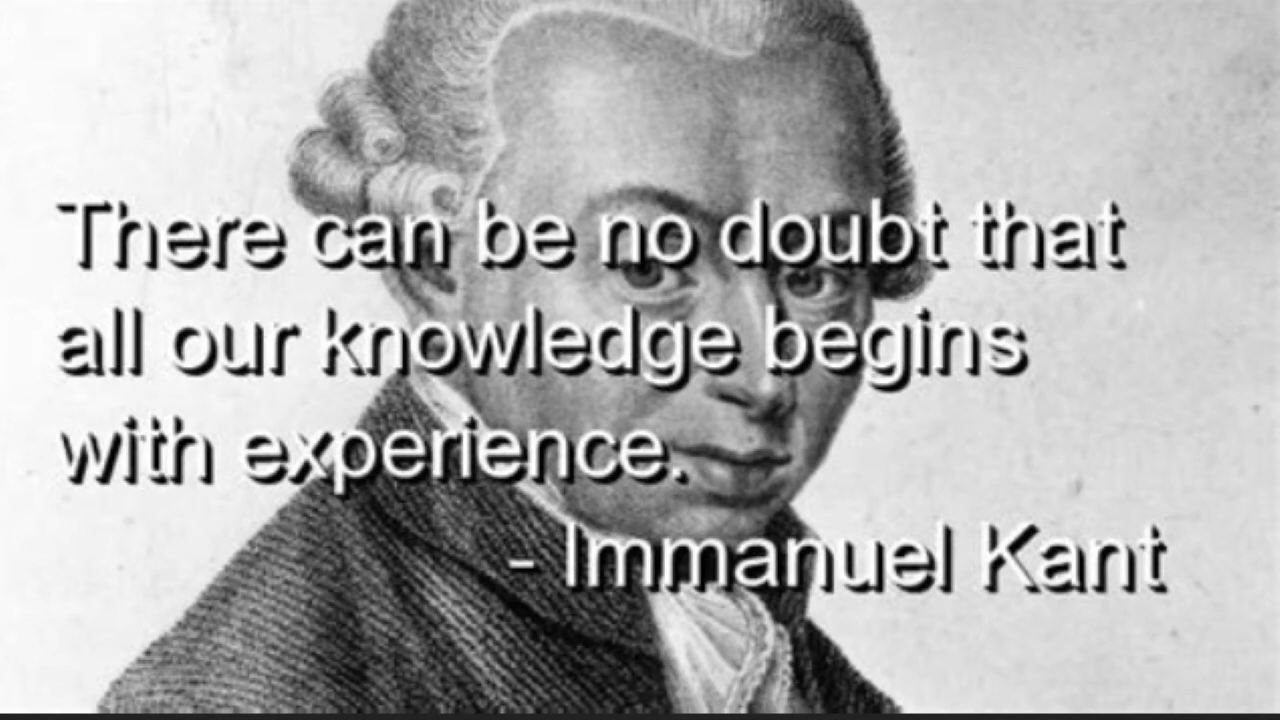 There can be no doubt that
all our knowledge begins
with experience.
- Immanuel Kant